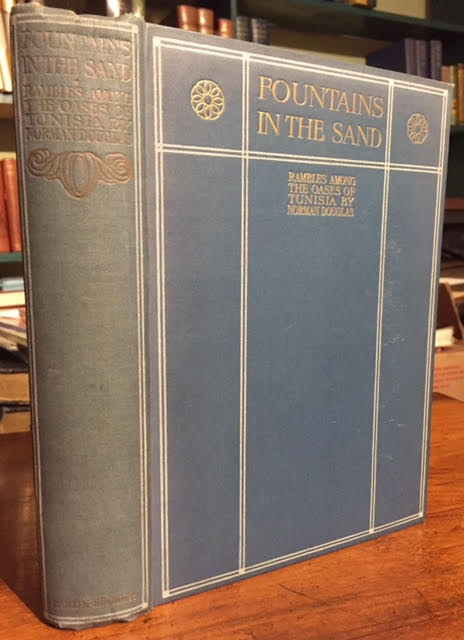 FOUNTAINS
IN THE SAND
RAMBLES AMONG
THE OASES OF
TUNISIA BY
NORMAN DOUGLAS
FOUNTAINS
IN THE SAND
RAMBLES AMONG
THE OASES OF
TUNISIA BY
NORMAN DOUGLAS